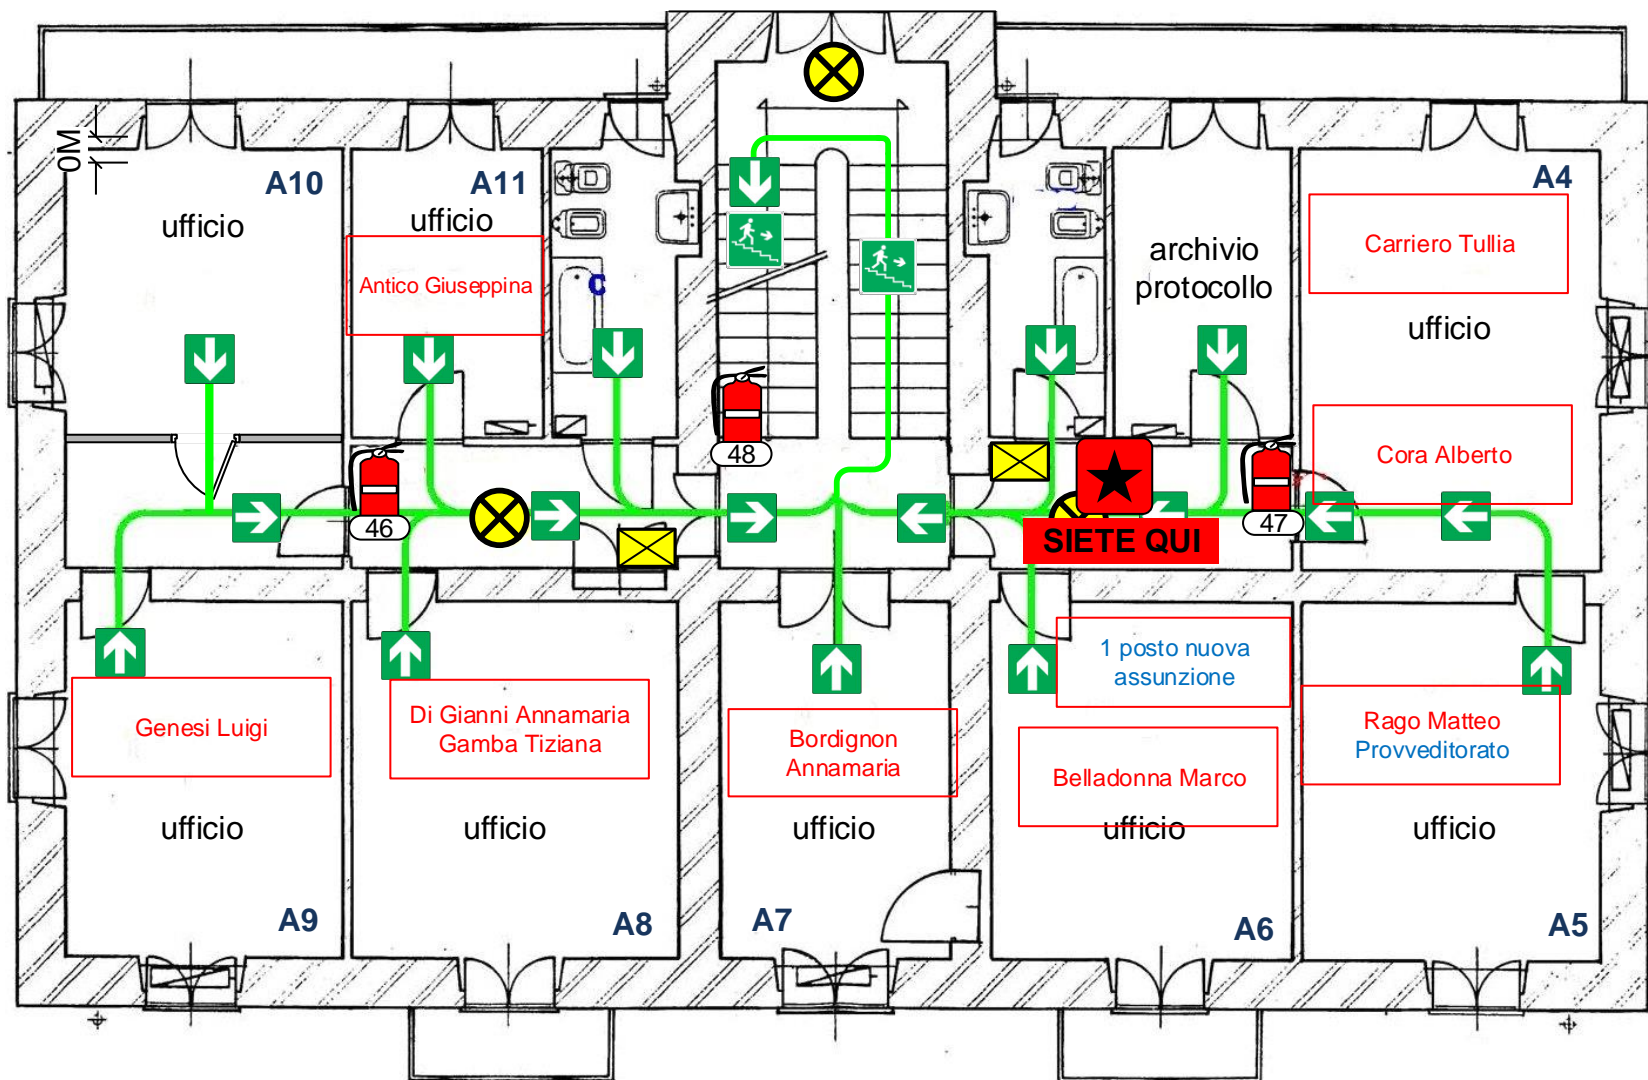 0M
A10
ufficio
A11
ufficio
Antico Giuseppina
C
archivio
protocollo
A4
Carriero Tullia
ufficio
Cora Alberto
46
48
47
SIETE QUI
Genesi Luigi
ufficio
A9
Di Gianni Annamaria
Gamba Tiziana
ufficio
A8
Bordignon
Annamaria
ufficio
A7
1 posto nuova
assunzione
Belladonna Marco
ufficio
A6
Rago Matteo
Provveditorato
ufficio
A5